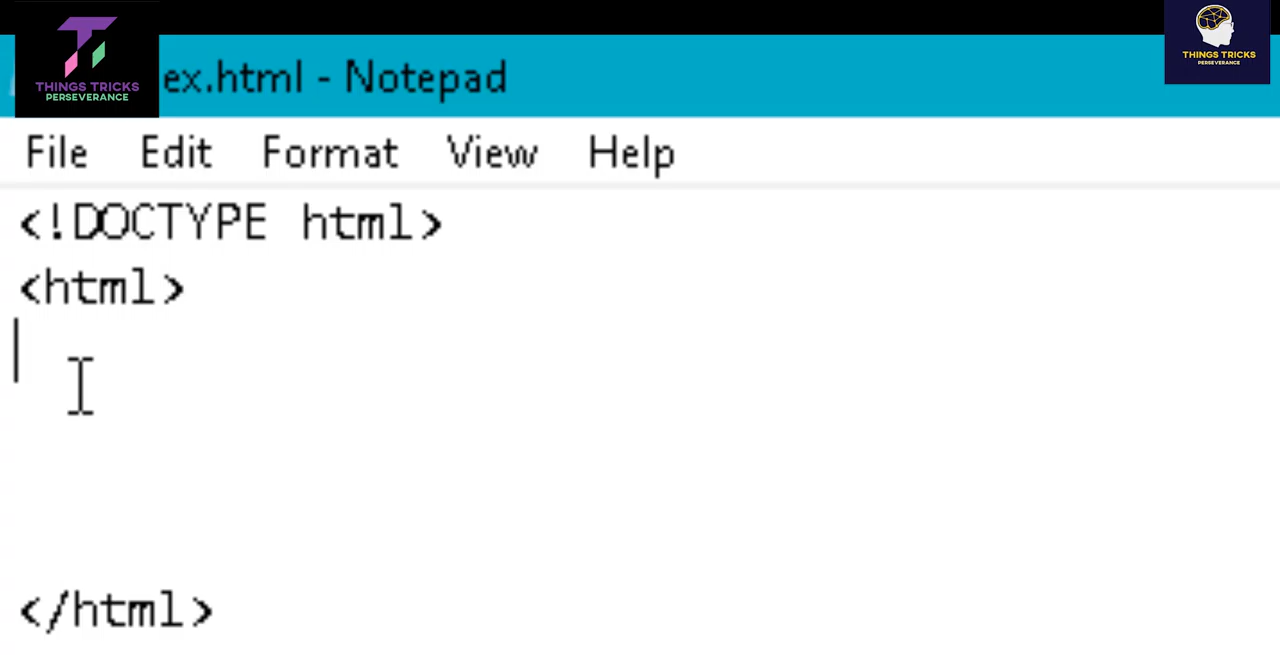 THINGS TRICKS
PERSEVERANCE
ex.html - Notepad
THINGS TRICKS
PERSEVERANCE
File Edit Format View Help
<!DOCTYPE html>
<html>
</html>